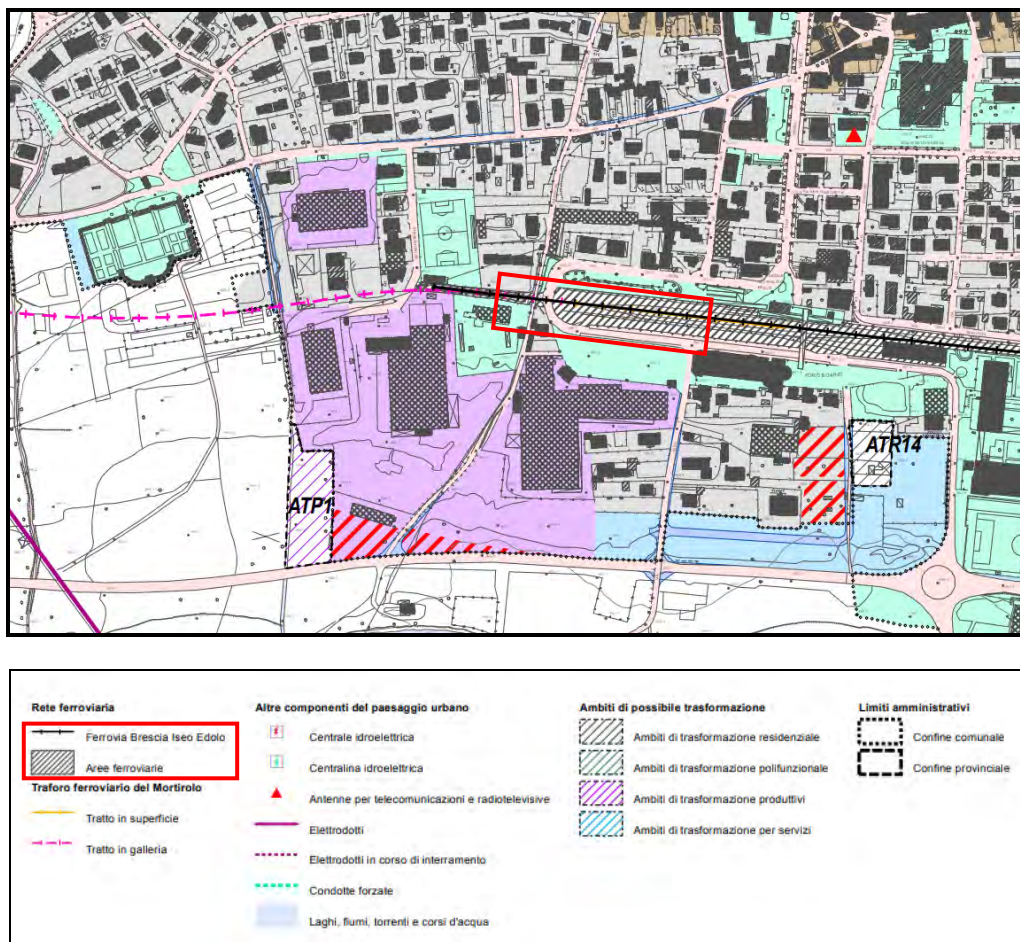 ATP1
ATR14
Rete ferroviaria
Ferrovia Brescia Iseo Edolo
Aree ferroviarie
Traforo ferroviario del Mortirolo
Tratto in superficie
Tratto in galleria
Altre componenti del paesaggio urbano
Centrale idroelettrica
Centralina idroelettrica
Antenne per telecomunicazioni e radiotelevisive
Elettrodotti
Elettrodotti in corso di interramento
Condotte forzate
Laghi, fiumi, torrenti e corsi d'acqua
Ambiti di possibile trasformazione
Ambiti di trasformazione residenziale
Ambiti di trasformazione polifunzionale
Ambiti di trasformazione produttivi
Ambiti di trasformazione per servizi
Limiti amministrativi
Confine comunale
Confine provinciale